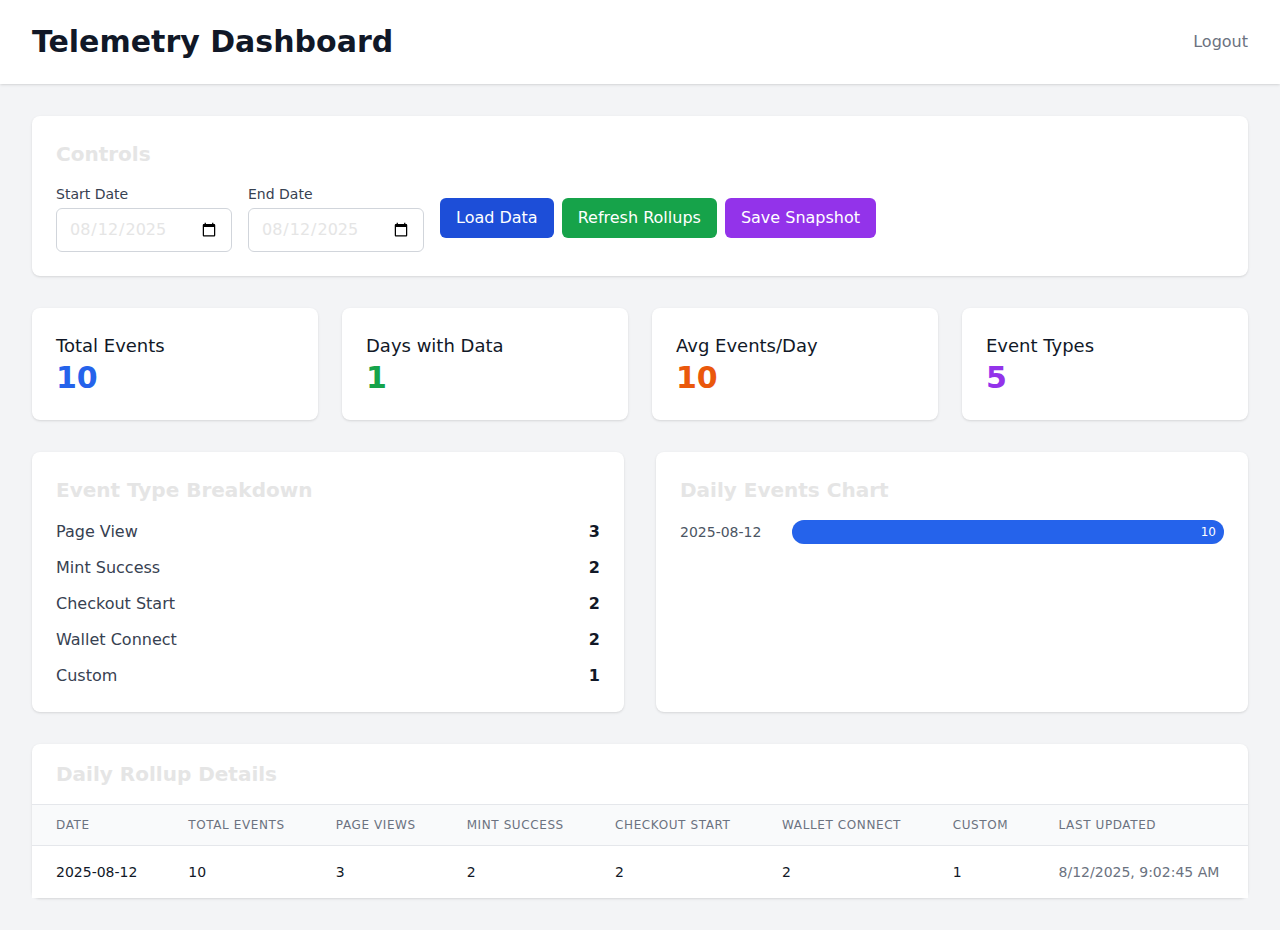 Telemetry Dashboard
Logout
Controls
Start Date
End Date
08/12/2025
08/12/2025
Load Data
Refresh Rollups
Save Snapshot
Total Events
10
Days with Data
1
Avg Events/Day
10
Event Types
5
Event Type Breakdown
Page View 3
Mint Success 2
Checkout Start 2
Wallet Connect 2
Custom 1
Daily Events Chart
2025-08-12 10
Daily Rollup Details
DATE TOTAL EVENTS PAGE VIEWS MINT SUCCESS CHECKOUT START WALLET CONNECT CUSTOM LAST UPDATED
2025-08-12 10 3 2 2 2 1 8/12/2025, 9:02:45 AM